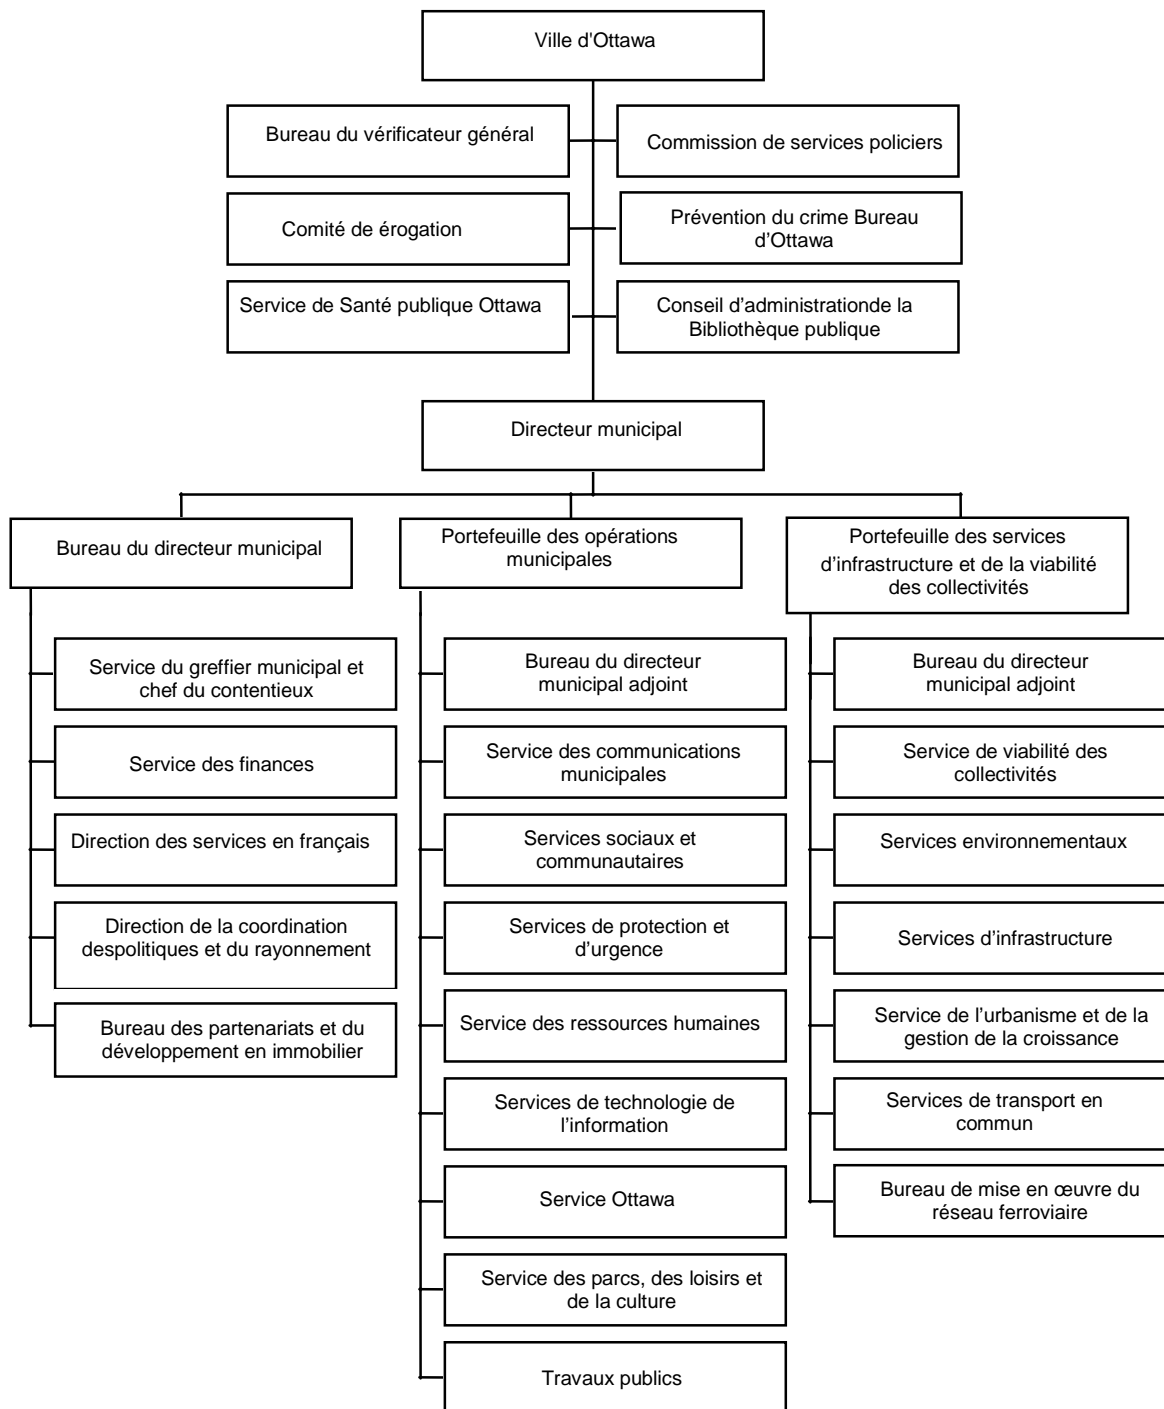 Ville d'Ottawa
Bureau du vérificateur général
Commission de services policiers
Comité de érogation
Prévention du crime Bureau
d'Ottawa
Service de Santé publique Ottawa
Conseil d'administrationde la
Bibliothèque publique
Directeur municipal
Bureau du directeur municipal
Service du greffier municipal et
chef du contentieux
Service des finances
Direction des services en français
Direction de la coordination
despolitiques et du rayonnement
Bureau des partenariats et du
développement en immobilier
Portefeuille des opérations
municipales
Bureau du directeur
municipal adjoint
Service des communications
municipales
Services sociaux et
communautaires
Services de protection et
d'urgence
Service des ressources humaines
Services de technologie de
l'information
Service Ottawa
Service des parcs, des loisirs et
de la culture
Travaux publics
Portefeuille des services
d'infrastructure et de la viabilité
des collectivités
Bureau du directeur
municipal adjoint
Service de viabilité des
collectivités
Services environnementaux
Services d'infrastructure
Service de l'urbanisme et de la
gestion de la croissance
Services de transport en
commun
Bureau de mise en œuvre du
réseau ferroviaire